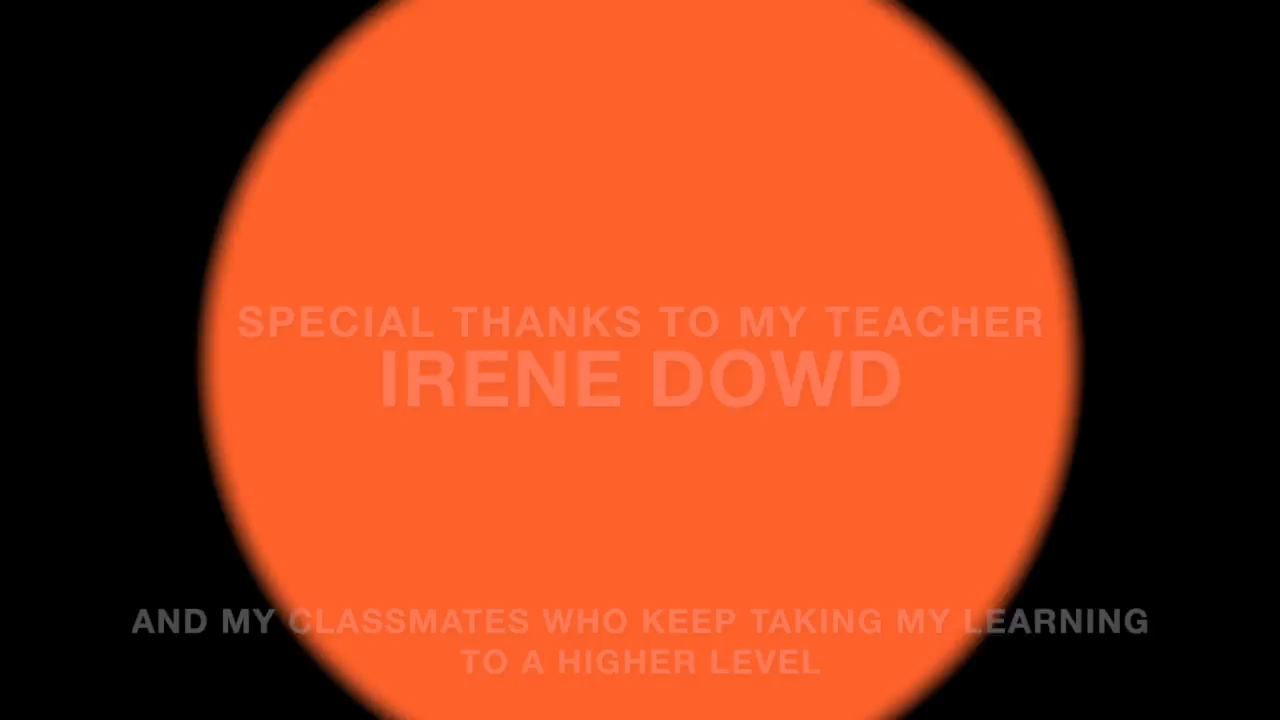 SPECIAL THANKS TO MY TEACHER
IRENE DOWD
AND MY CLASSMATES WHO KEEP TAKING MY LEARNING
TO A HIGHER LEVEL